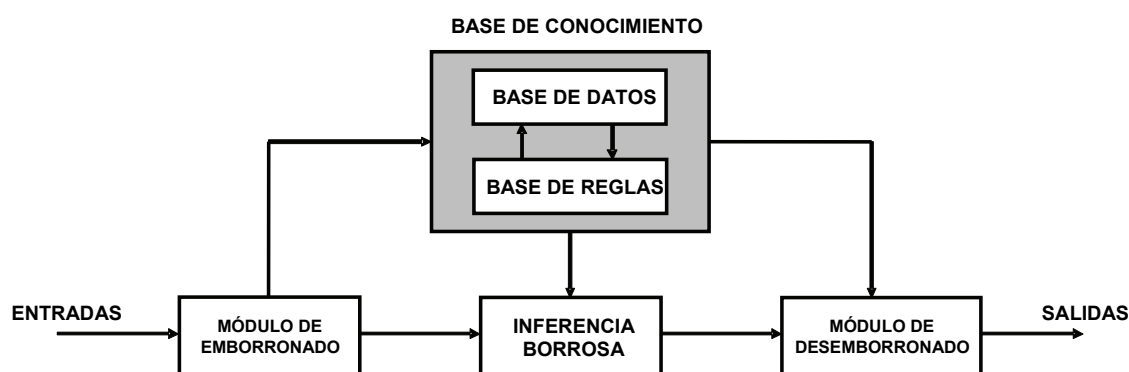 BASE DE CONOCIMIENTO
BASE DE DATOS
BASE DE REGLAS
ENTRADAS
MÓDULO DE
EMBORRONADO
INFERENCIA
BORROSA
MÓDULO DE
DESEMBORRONADO
SALIDAS